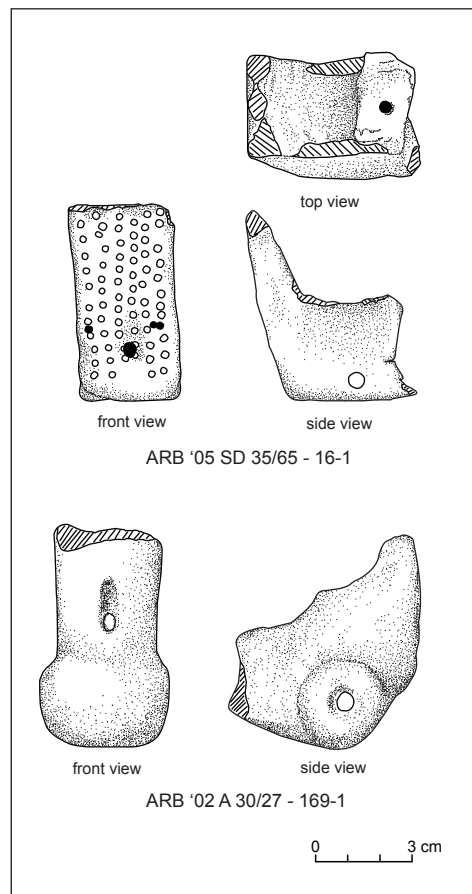 top view
front view side view
ARB ‘05 SD 35/65 - 16-1
front view side view
ARB ‘02 A 30/27 - 169-1
0 3 cm